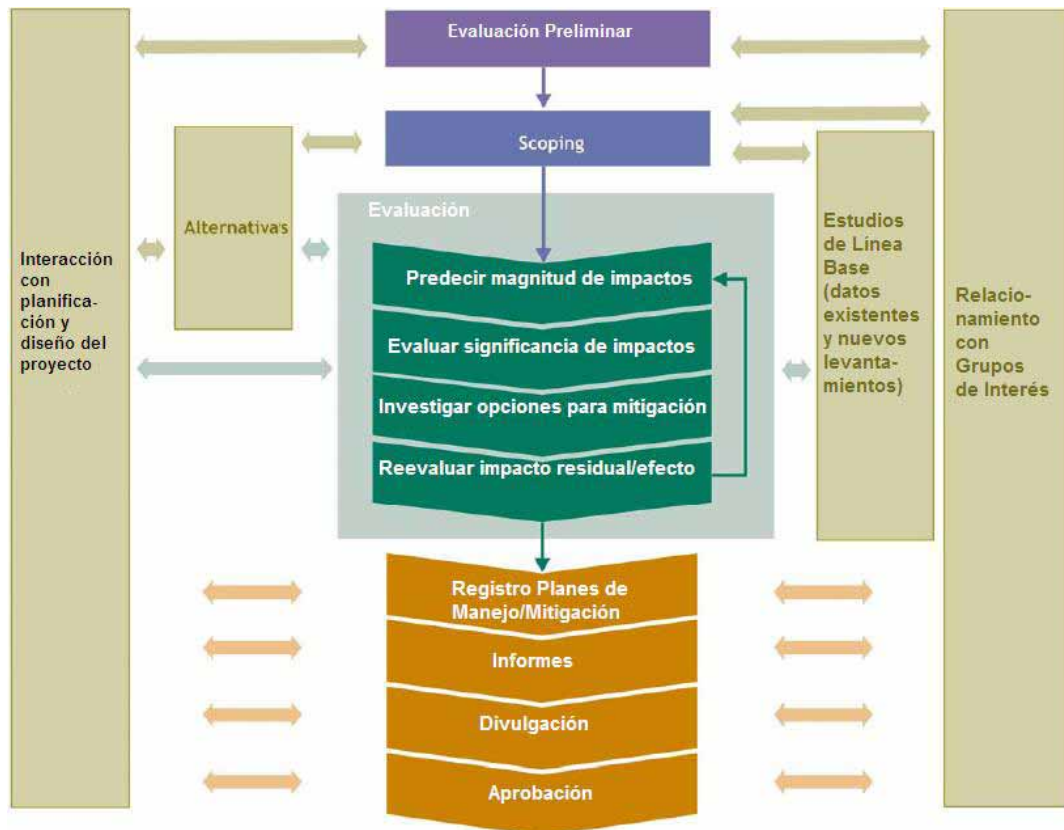 Evaluación Preliminar
Scoping
Alternativas
Evaluación
Interacción
con
planifica-
ción y
diseño del
proyecto
Predecir magnitud de impactos
Evaluar significancia de impactos
Investigar opciones para mitigación
Reevaluar impacto residual/efecto
Estudios
de Línea
Base
(datos
existentes
y nuevos
levanta-
mientos)
Relacio-
namiento
con
Grupos
de Interés
Registro Planes de
Manejo/Mitigación
Informes
Divulgación
Aprobación